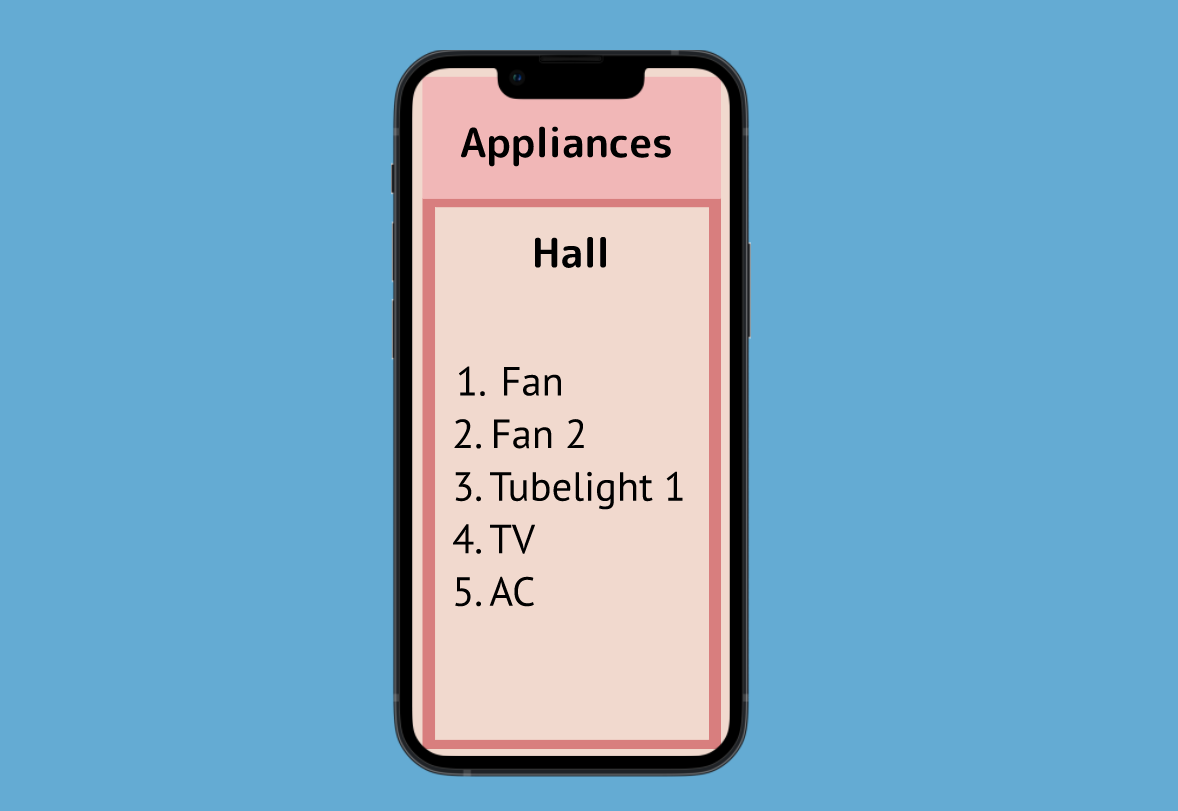 Appliances
Hall
1. Fan
2. Fan 2
3. Tubelight 1
4. TV
5. AC